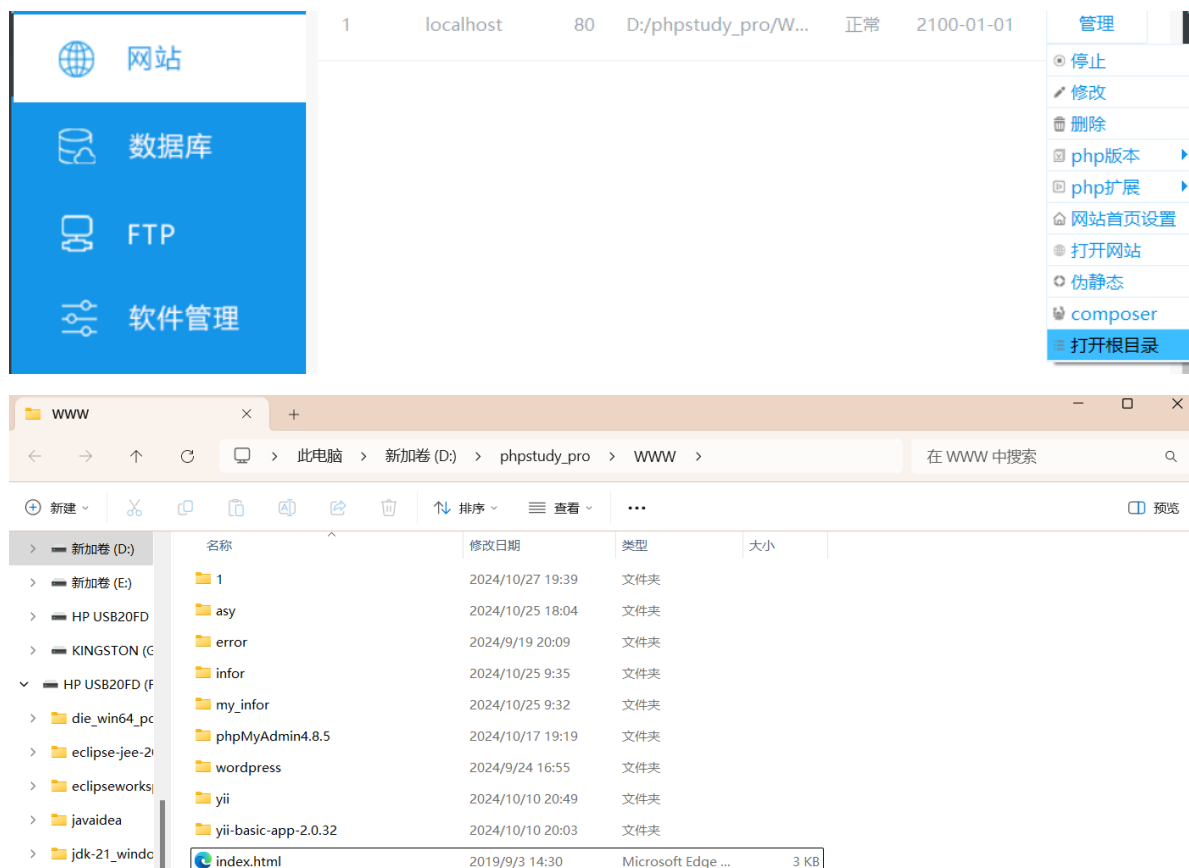 1 localhost 80 D:/phpstudy_pro/W... 正常 2100-01-01 管理
网站
数据库
FTP
软件管理
停止
修改
删除
php版本
php扩展
网站首页设置
打开网站
伪静态
composer
打开根目录
WWW
此电脑 > 新加卷 (D:) > phpstudy_pro > WWW >
在 WWW 中搜索
新建 排序 查看 ... 预览
名称 修改日期 类型 大小
新加卷 (D:)
新加卷 (E:)
HP USB20FD
KINGSTON (G
HP USB20FD (F
die_win64_po
eclipse-jee-20
eclipseworksp
javaidea
jdk-21_windo
1 2024/10/27 19:39 文件夹
asy 2024/10/25 18:04 文件夹
error 2024/9/19 20:09 文件夹
infor 2024/10/25 9:35 文件夹
my_infor 2024/10/25 9:32 文件夹
phpMyAdmin4.8.5 2024/10/17 19:19 文件夹
wordpress 2024/9/24 16:55 文件夹
yii 2024/10/10 20:49 文件夹
yii-basic-app-2.0.32 2024/10/10 20:03 文件夹
index.html 2019/9/3 14:30 Microsoft Edge ... 3 KB